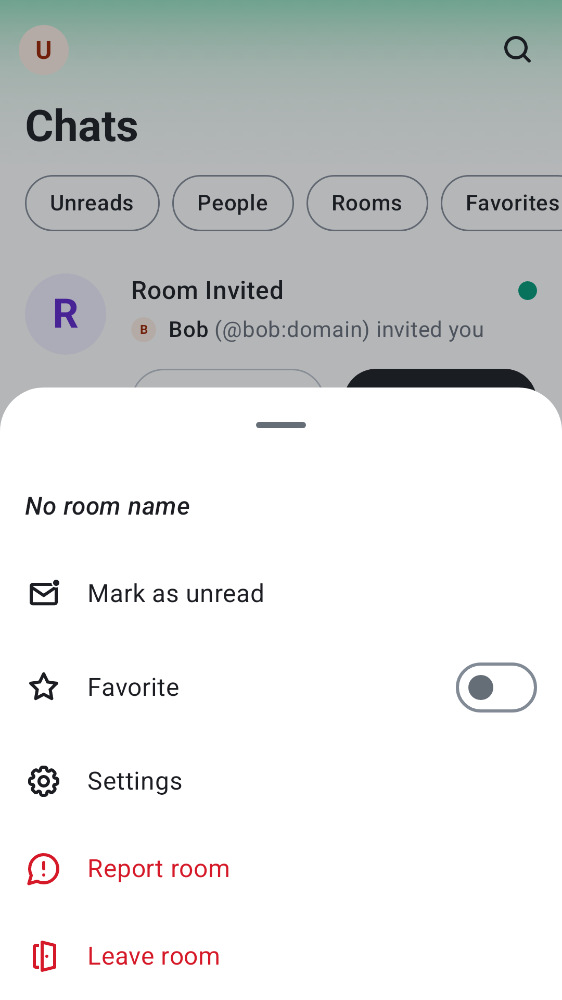 U
Chats
Unreads People Rooms Favorites
R
Room Invited
B Bob (@bob:domain) invited you
No room name
Mark as unread
Favorite
Settings
Report room
Leave room